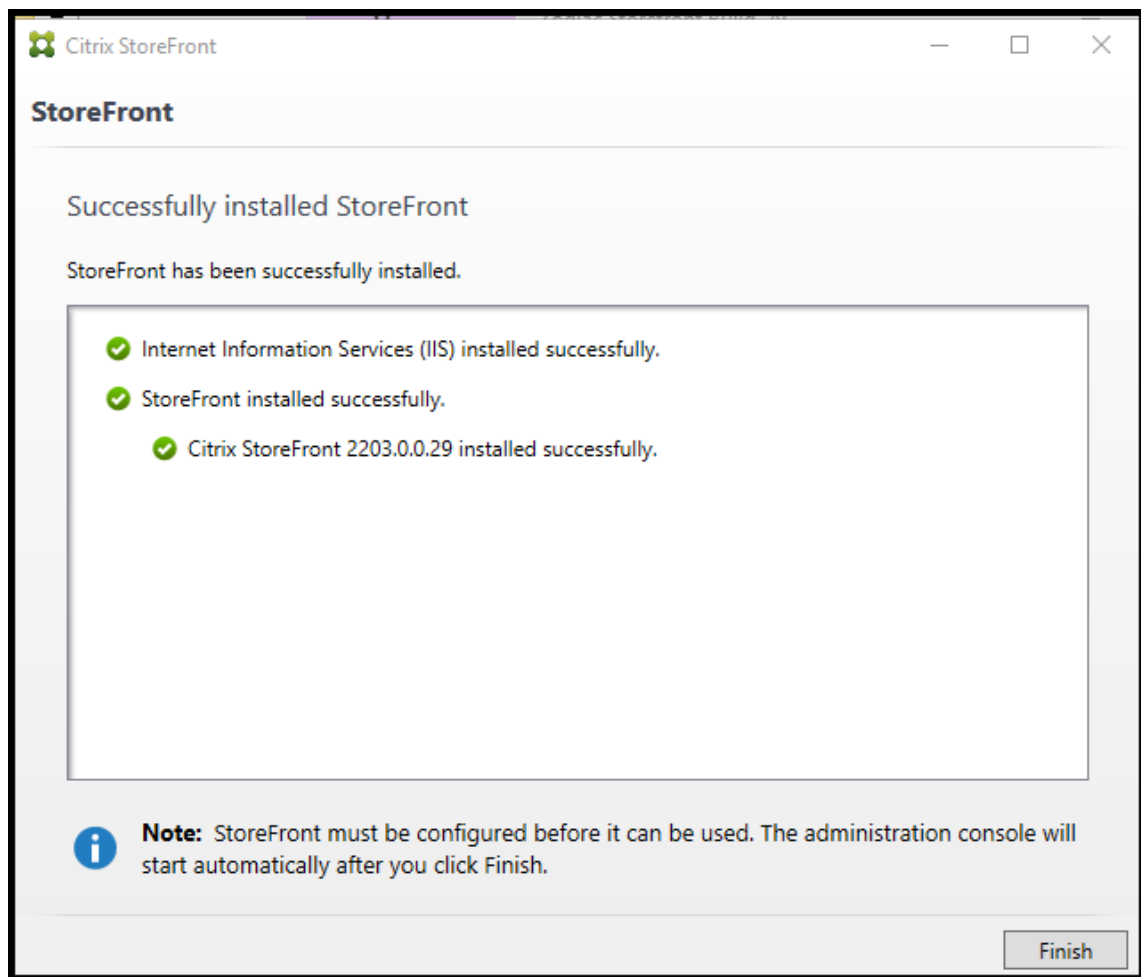 Citrix StoreFront
StoreFront
Successfully installed StoreFront
StoreFront has been successfully installed.
Internet Information Services (IIS) installed successfully.
StoreFront installed successfully.
Citrix StoreFront 2203.0.0.29 installed successfully.
Note: StoreFront must be configured before it can be used. The administration console will
start automatically after you click Finish.
Finish